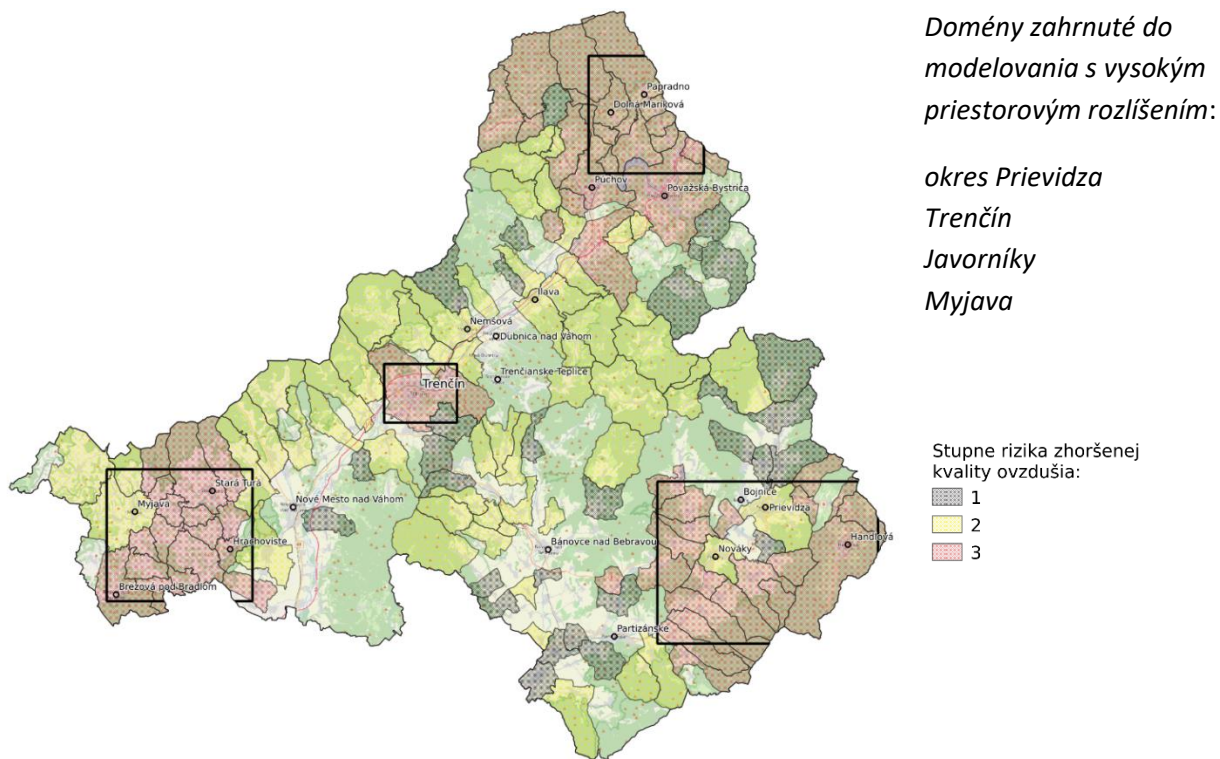 Domény zahrnuté do
modelovania s vysokým
priestorovým rozlíšením:
okres Prievidza
Trenčín
Javorníky
Myjava
Papradno
Dolná Mariková
Púchov
Považská Bystrica
Ilava
Nemšová
Dubnica nad Váhom
Trenčianske Teplice
Trenčín
Stará Turá
Myjava
Nové Mesto nad Váhom
Hrachovište
Brezová pod Bradlom
Bojnice
Prievidza
Handlová
Nováky
Bánovce nad Bebravou
Partizánske
Stupne rizika zhoršenej
kvality ovzdušia:
1
2
3